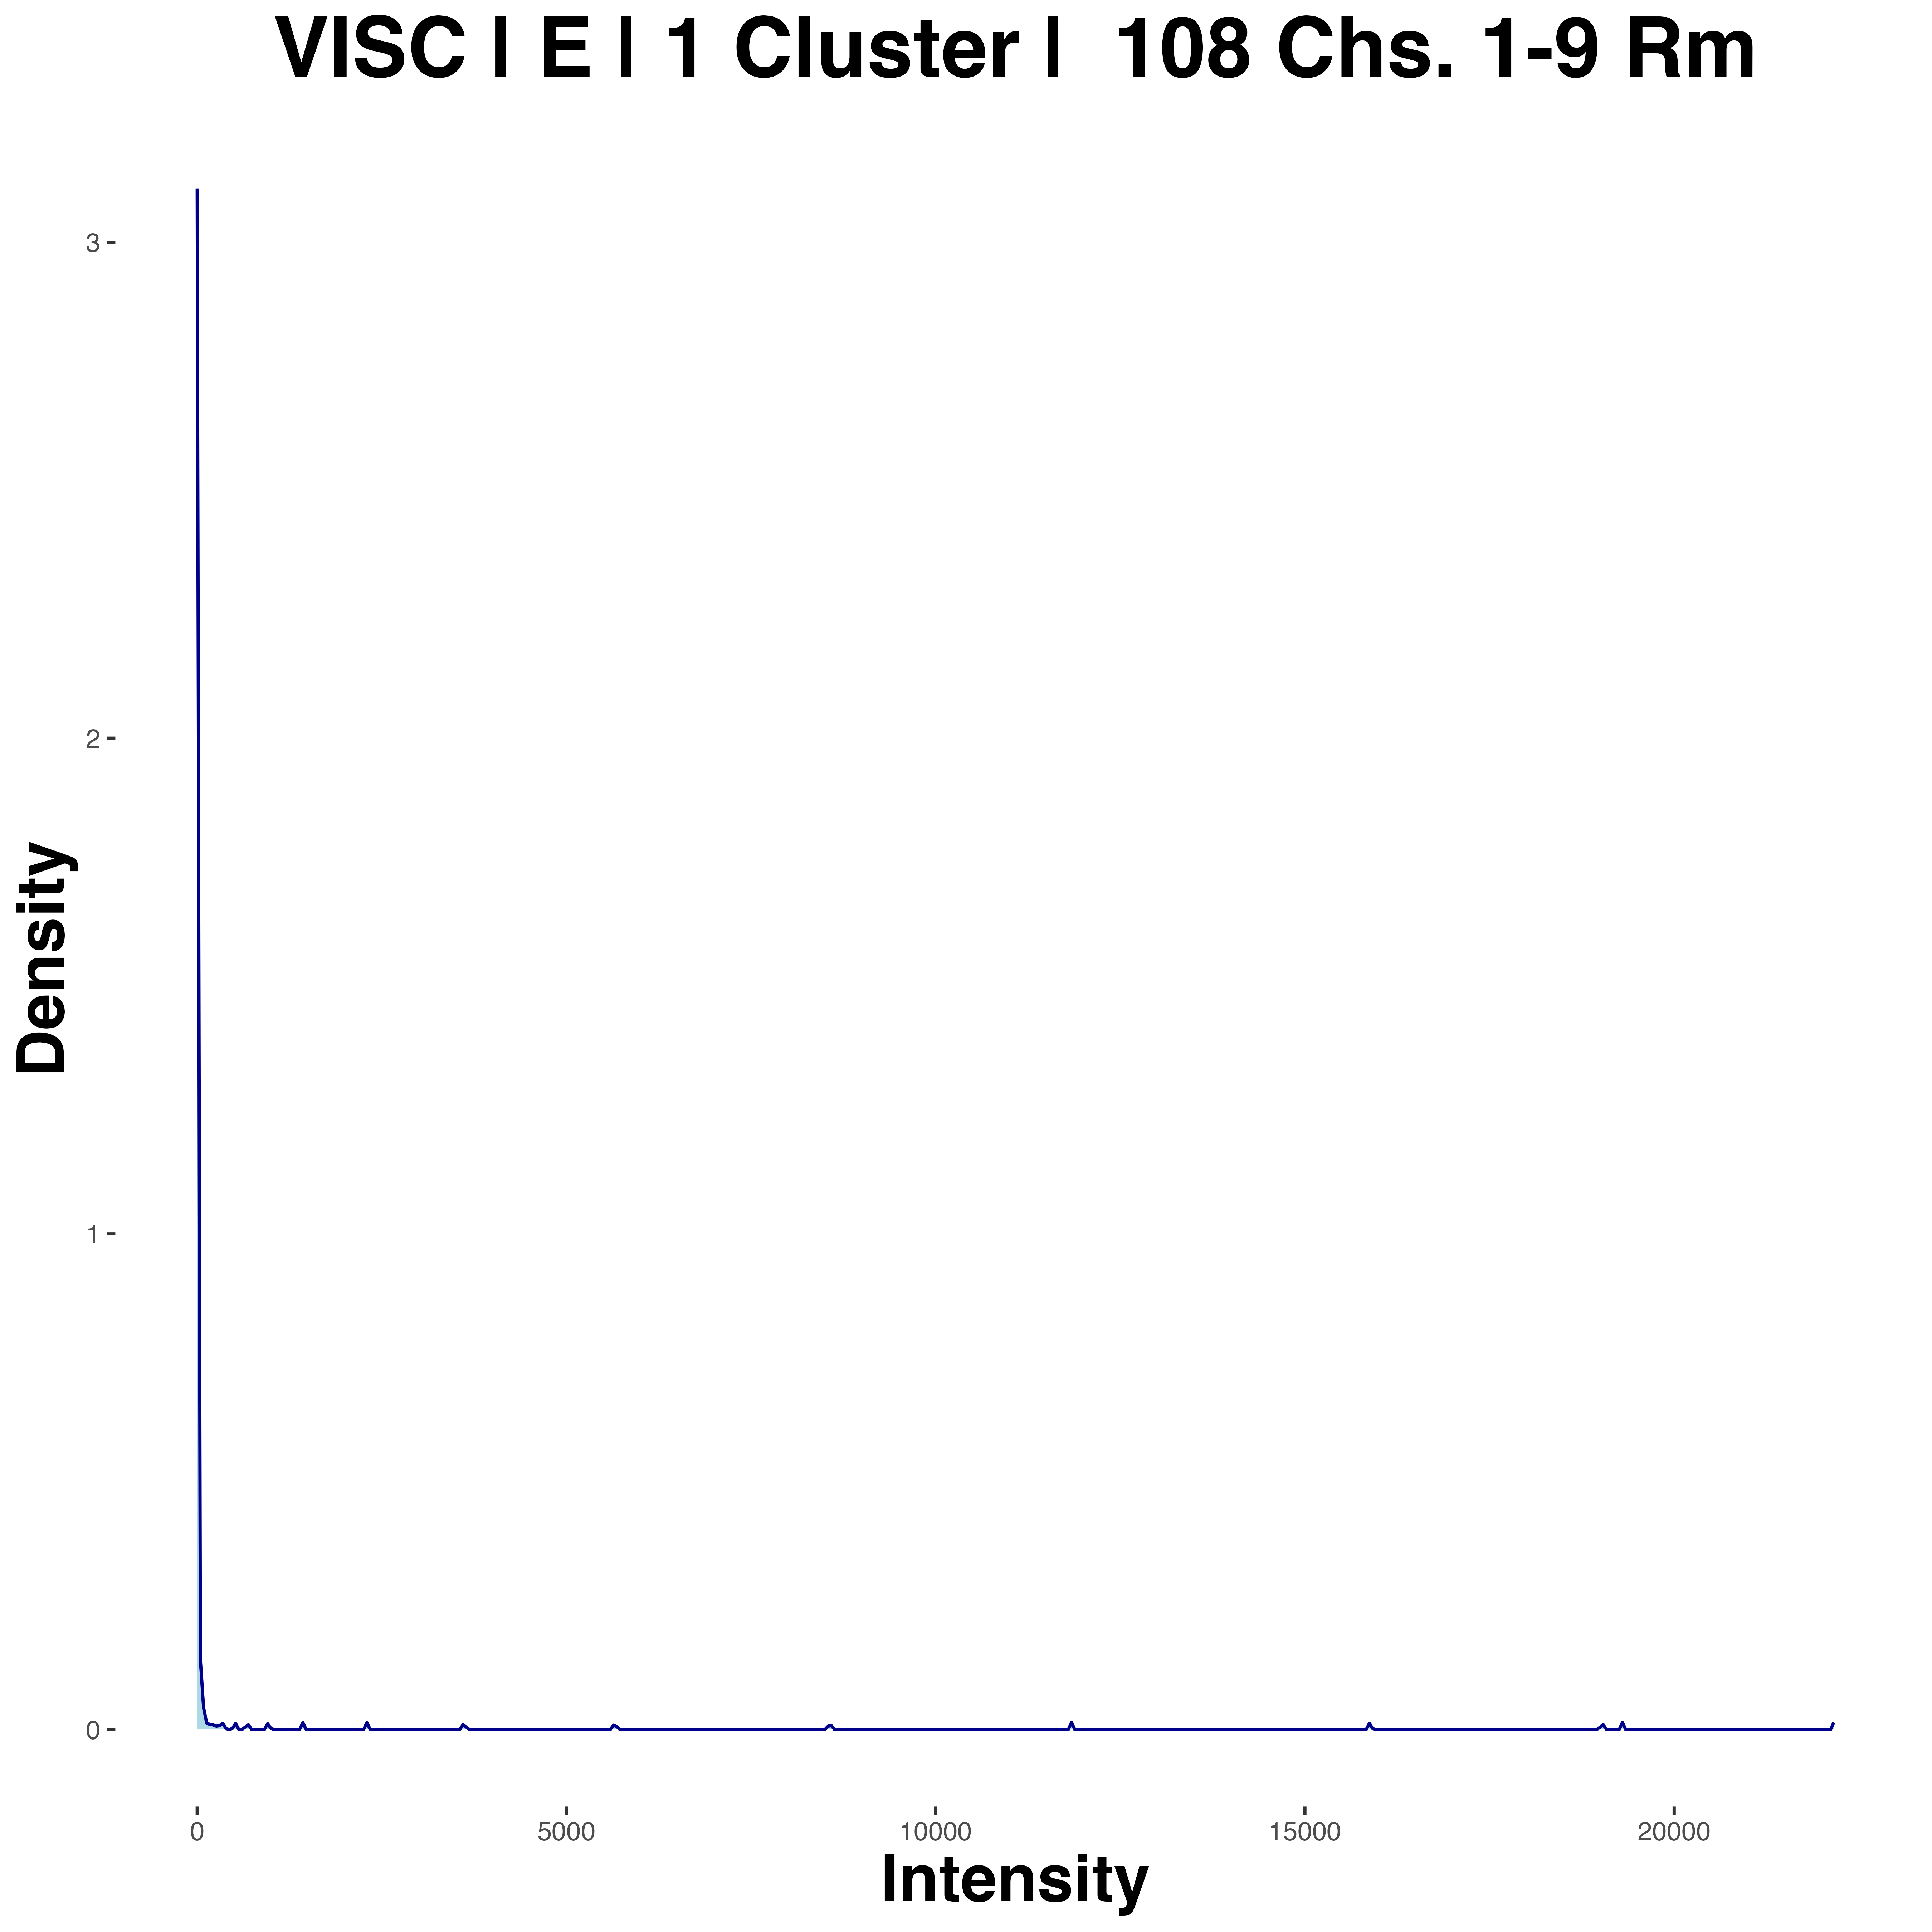 VISC | E | 1 Cluster |  108 Chs. 1-9 Rm
3
2
1
0
Density
0 5000 10000 15000 20000
Intensity